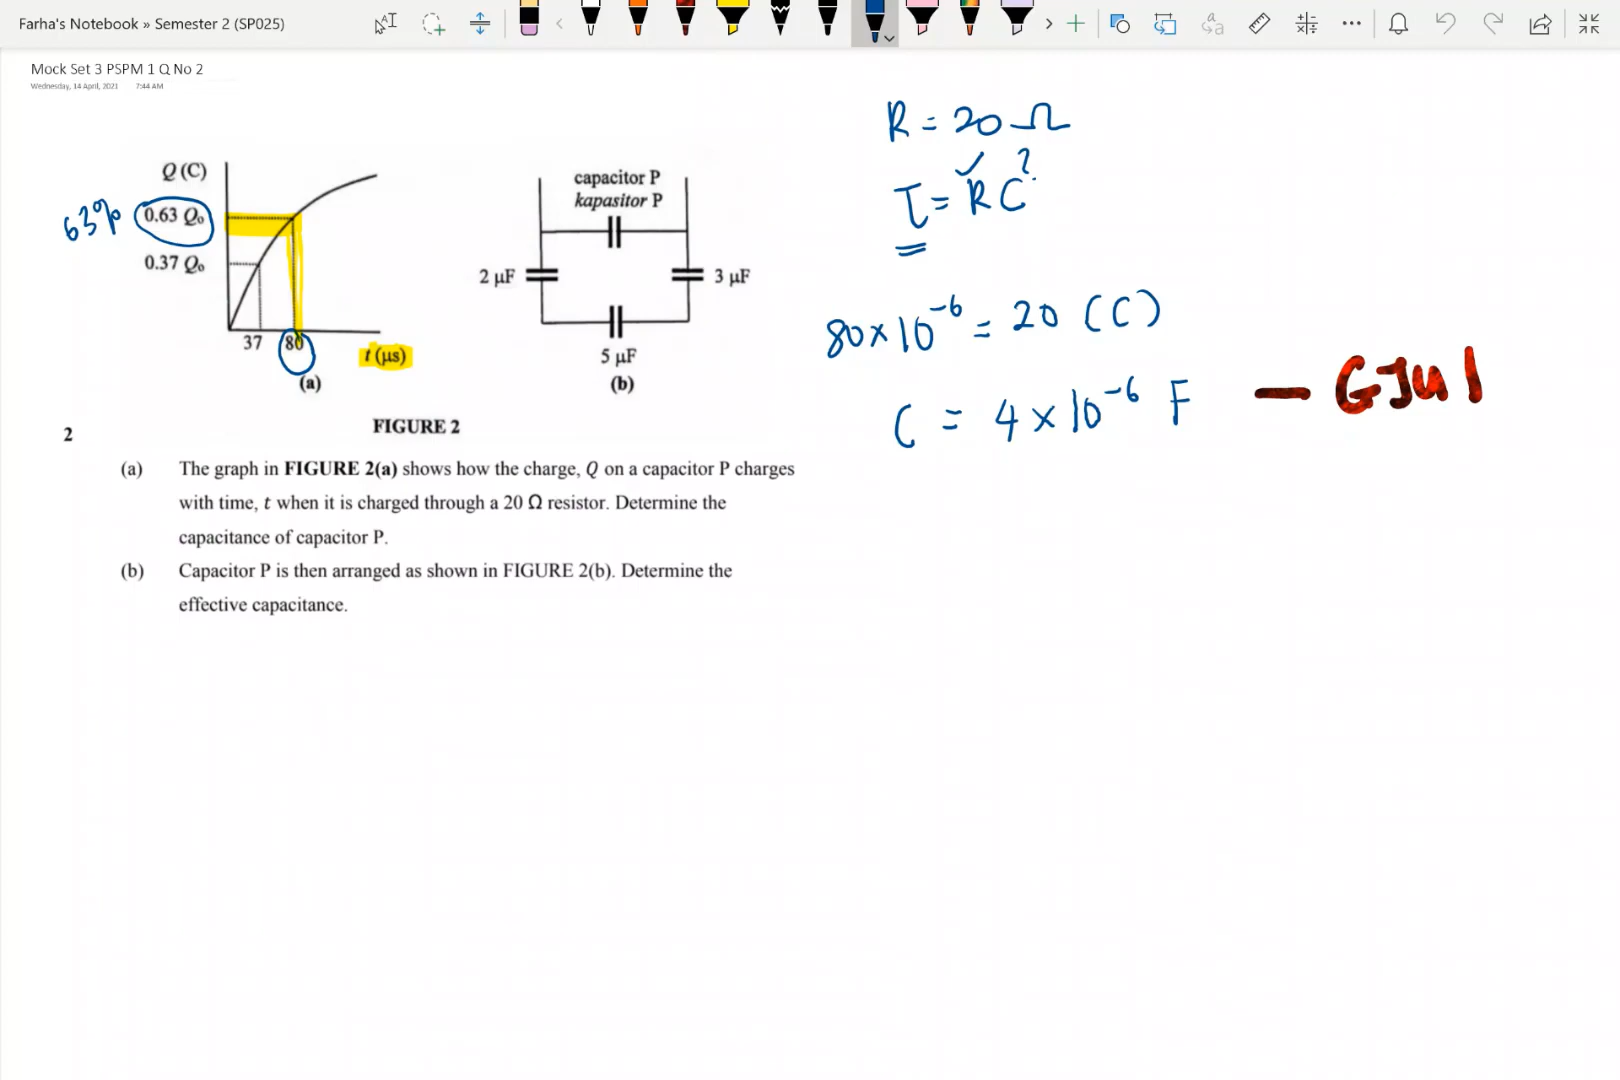 Farha's Notebook » Semester 2 (SP025)
Mock Set 3 PSPM 1 Q No 2
Wednesday, 14 April, 2021 7:44 AM
Q (C)
63%
0.63 Q₀
0.37 Q₀
37 80
t (μs)
(a)
capacitor P
kapasitor P
2 μF
3 μF
5 μF
(b)
FIGURE 2
2
(a) The graph in FIGURE 2(a) shows how the charge, Q on a capacitor P charges
with time, t when it is charged through a 20 Ω resistor. Determine the
capacitance of capacitor P.
(b) Capacitor P is then arranged as shown in FIGURE 2(b). Determine the
effective capacitance.
R = 20 Ω
✓ ?
τ = RC
80×10⁻⁶ = 20 (C)
C = 4 × 10⁻⁶ F — GJU1